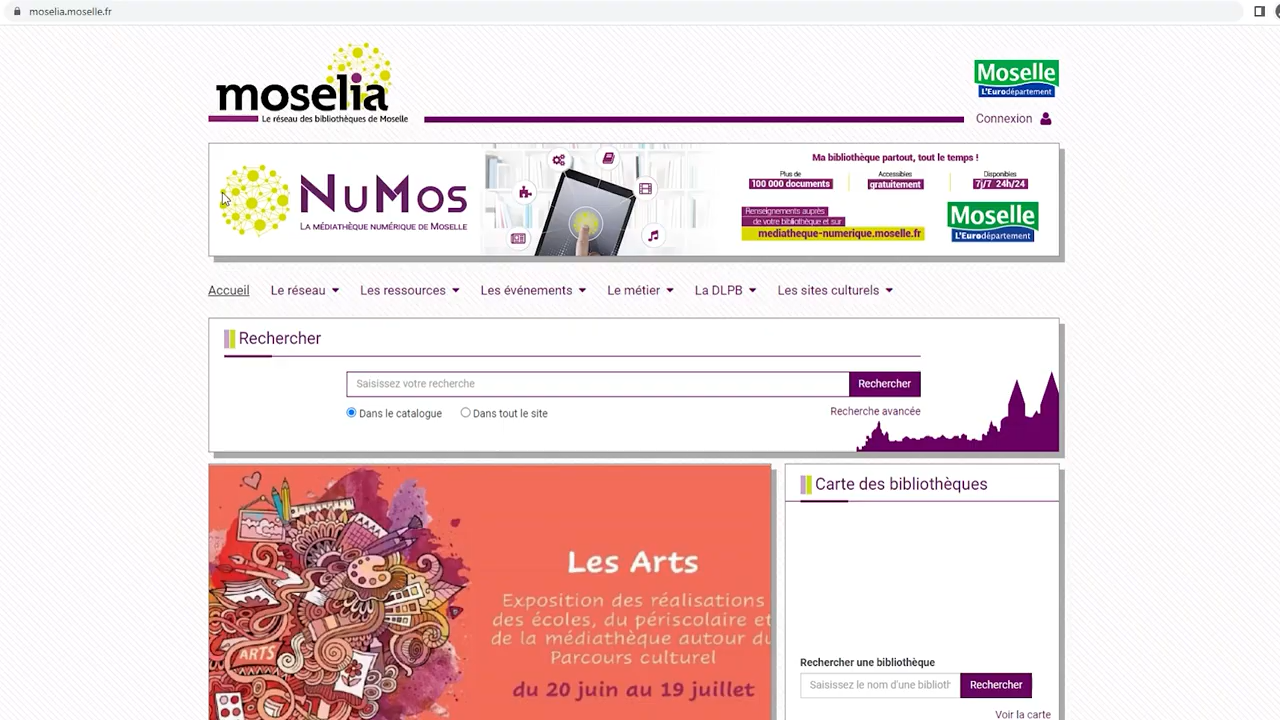 moselia.moselle.fr
moselia
Le réseau des bibliothèques de Moselle
Moselle
L'Eurodépartement
Connexion
NuMos
La médiathèque numérique de Moselle
Ma bibliothèque partout, tout le temps !
Plus de
100 000 documents
Accessibles
gratuitement
Disponibles
7j/7 24h/24
Renseignements auprès
de votre bibliothèque et sur
mediatheque-numerique.moselle.fr
Moselle
L'Eurodépartement
Accueil
Le réseau
Les ressources
Les événements
Le métier
La DLPB
Les sites culturels
Rechercher
Saisissez votre recherche
Rechercher
Dans le catalogue
Dans tout le site
Recherche avancée
Les Arts
Exposition des réalisations
des écoles, du périscolaire et
de la médiathèque autour du
Parcours culturel
du 20 juin au 19 juillet
ARTS
Carte des bibliothèques
Rechercher une bibliothèque
Saisissez le nom d'une biblioth
Rechercher
Voir la carte